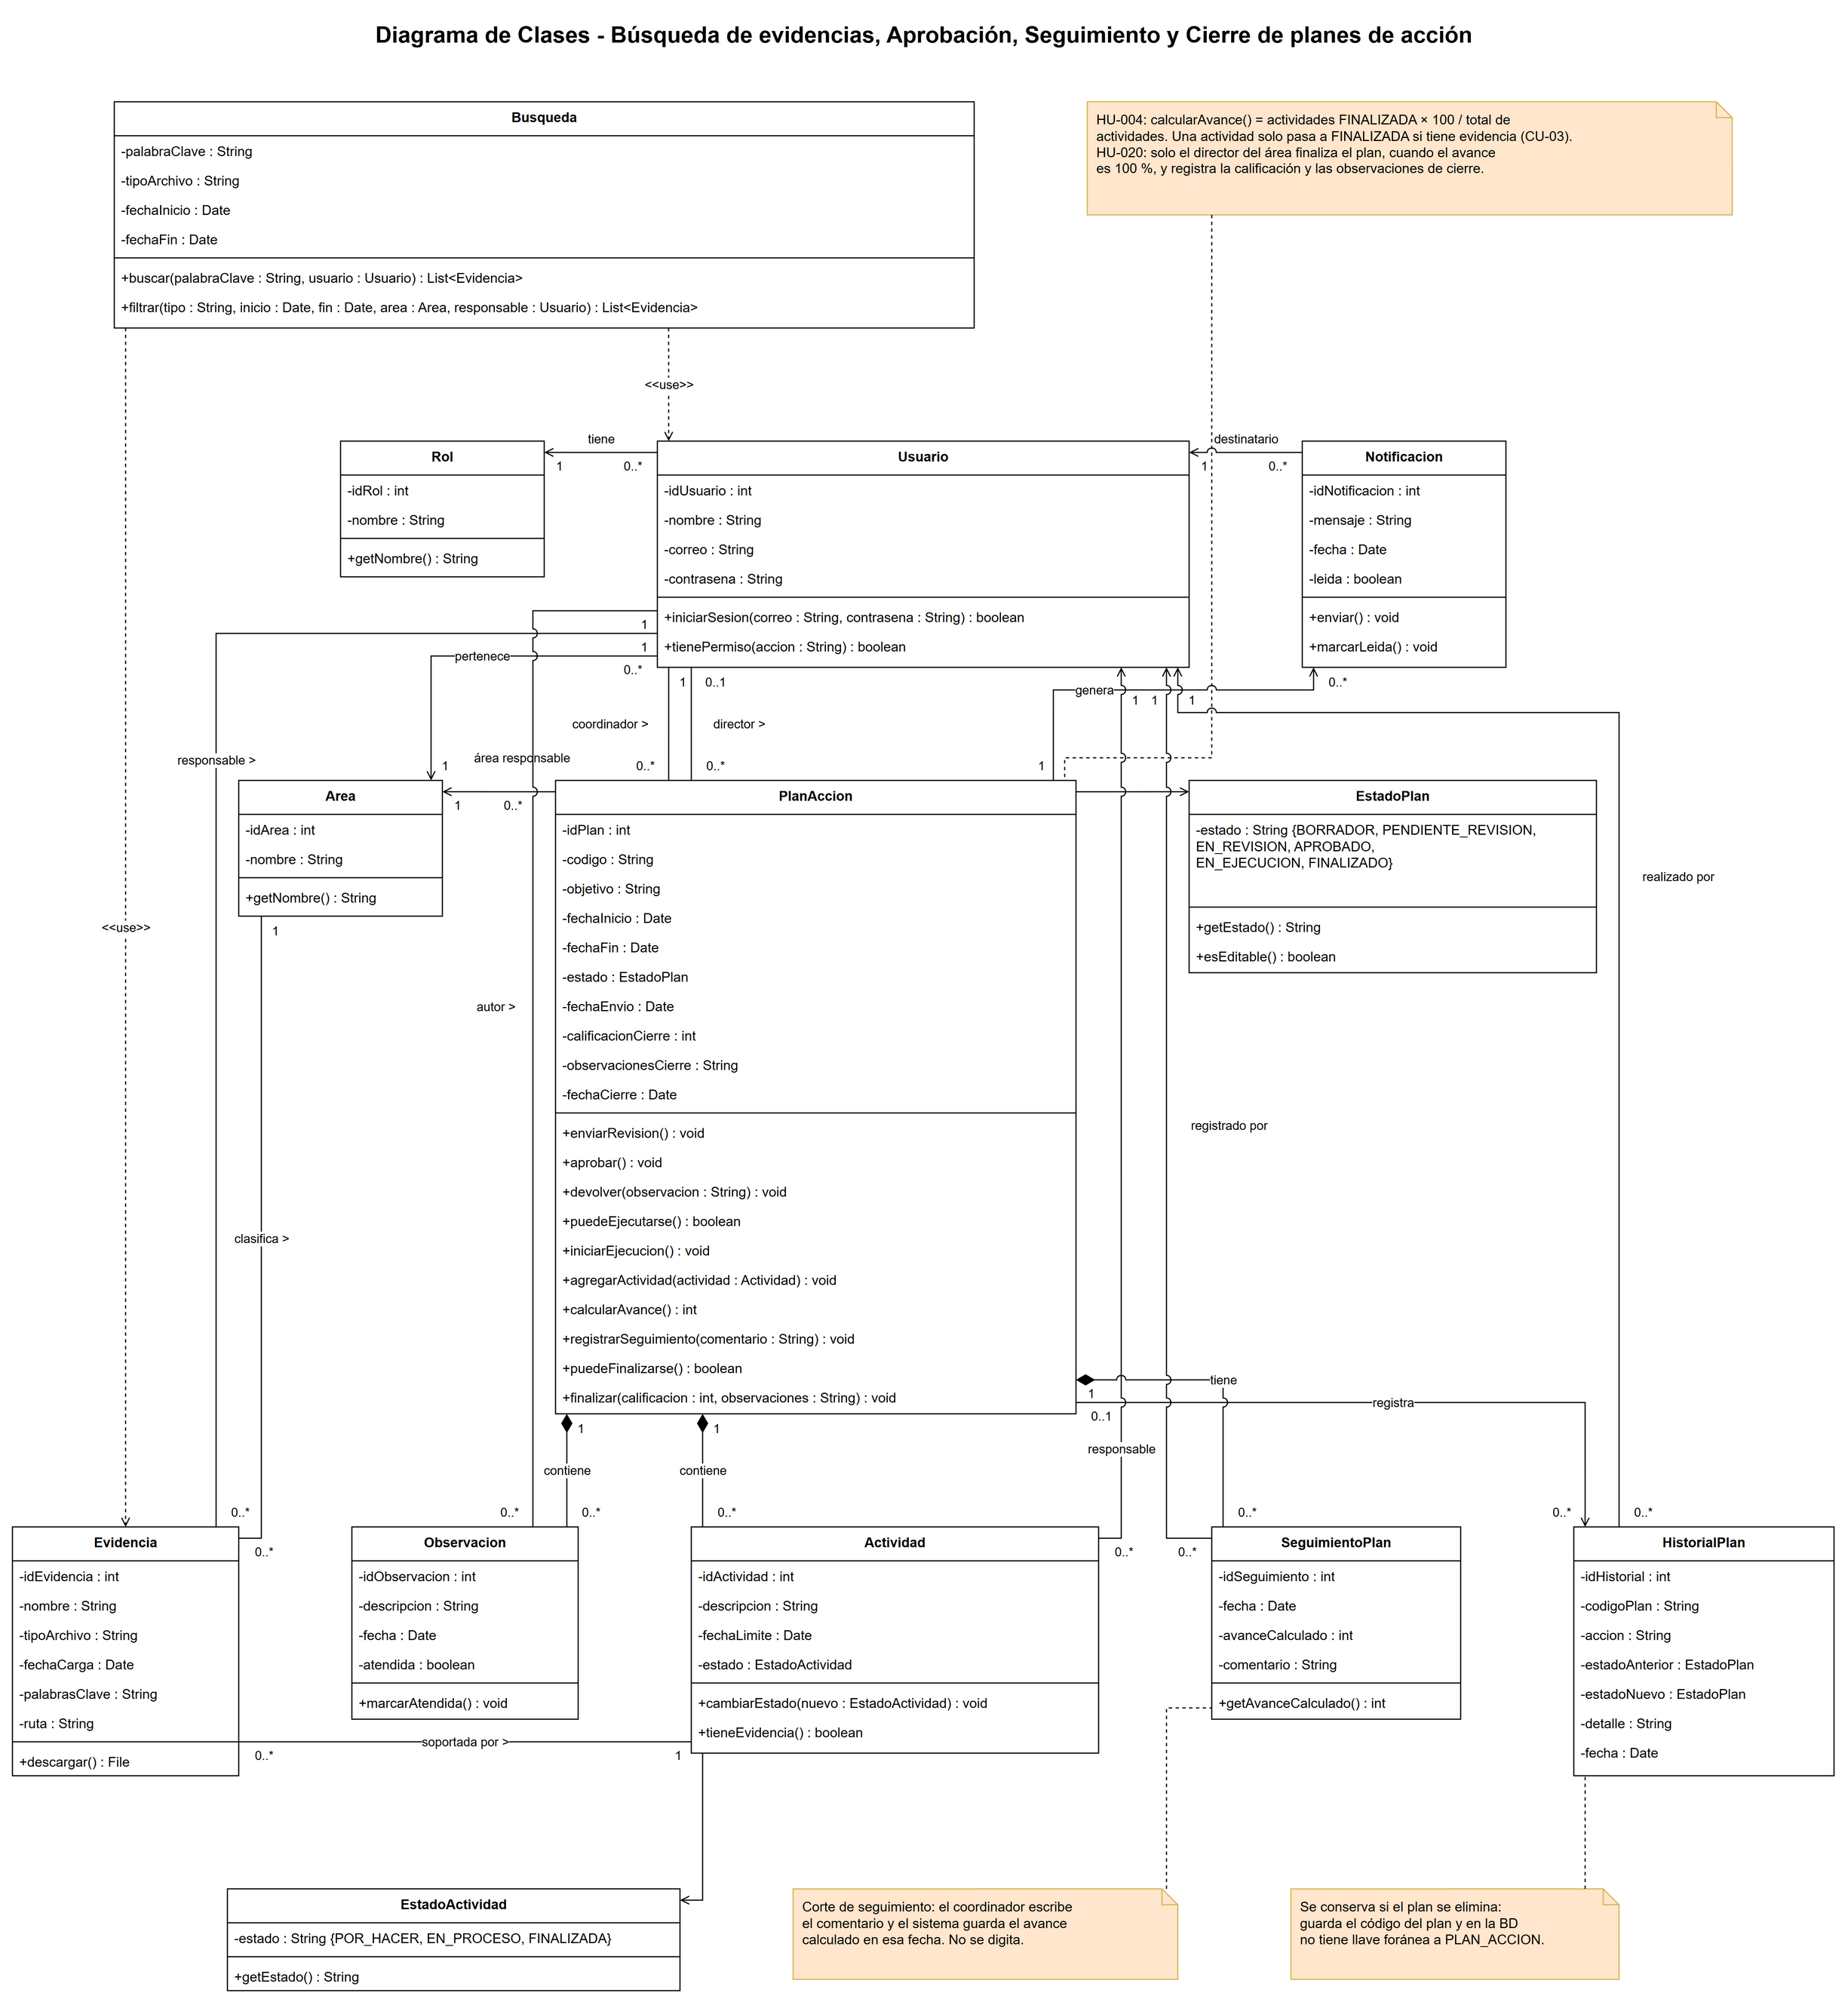 Diagrama de Clases - Búsqueda de evidencias, Aprobación, Seguimiento y Cierre de planes de acción
Busqueda
-palabraClave : String
-tipoArchivo : String
-fechaInicio : Date
-fechaFin : Date
+buscar(palabraClave : String, usuario : Usuario) : List<Evidencia>
+filtrar(tipo : String, inicio : Date, fin : Date, area : Area, responsable : Usuario) : List<Evidencia>
HU-004: calcularAvance() = actividades FINALIZADA × 100 / total de
actividades. Una actividad solo pasa a FINALIZADA si tiene evidencia (CU-03).
HU-020: solo el director del área finaliza el plan, cuando el avance
es 100 %, y registra la calificación y las observaciones de cierre.
<<use>>
Rol
-idRol : int
-nombre : String
+getNombre() : String
tiene
1
0..*
Usuario
-idUsuario : int
-nombre : String
-correo : String
-contrasena : String
+iniciarSesion(correo : String, contrasena : String) : boolean
+tienePermiso(accion : String) : boolean
destinatario
1
0..*
Notificacion
-idNotificacion : int
-mensaje : String
-fecha : Date
-leida : boolean
+enviar() : void
+marcarLeida() : void
1
1
pertenece
0..*
1
0..1
genera
1
1
1
0..*
coordinador >
director >
responsable >
área responsable
1
0..*
0..*
1
Area
-idArea : int
-nombre : String
+getNombre() : String
1
0..*
1
PlanAccion
-idPlan : int
-codigo : String
-objetivo : String
-fechaInicio : Date
-fechaFin : Date
-estado : EstadoPlan
-fechaEnvio : Date
-calificacionCierre : int
-observacionesCierre : String
-fechaCierre : Date
+enviarRevision() : void
+aprobar() : void
+devolver(observacion : String) : void
+puedeEjecutarse() : boolean
+iniciarEjecucion() : void
+agregarActividad(actividad : Actividad) : void
+calcularAvance() : int
+registrarSeguimiento(comentario : String) : void
+puedeFinalizarse() : boolean
+finalizar(calificacion : int, observaciones : String) : void
EstadoPlan
-estado : String {BORRADOR, PENDIENTE_REVISION,
EN_REVISION, APROBADO,
EN_EJECUCION, FINALIZADO}
+getEstado() : String
+esEditable() : boolean
realizado por
<<use>>
autor >
registrado por
clasifica >
tiene
1
registra
0..1
1
1
responsable
contiene
contiene
0..*
0..*
0..*
0..*
0..*
0..*
0..*
Evidencia
-idEvidencia : int
-nombre : String
-tipoArchivo : String
-fechaCarga : Date
-palabrasClave : String
-ruta : String
+descargar() : File
0..*
Observacion
-idObservacion : int
-descripcion : String
-fecha : Date
-atendida : boolean
+marcarAtendida() : void
Actividad
-idActividad : int
-descripcion : String
-fechaLimite : Date
-estado : EstadoActividad
+cambiarEstado(nuevo : EstadoActividad) : void
+tieneEvidencia() : boolean
0..*
0..*
SeguimientoPlan
-idSeguimiento : int
-fecha : Date
-avanceCalculado : int
-comentario : String
+getAvanceCalculado() : int
HistorialPlan
-idHistorial : int
-codigoPlan : String
-accion : String
-estadoAnterior : EstadoPlan
-estadoNuevo : EstadoPlan
-detalle : String
-fecha : Date
soportada por >
0..*
1
EstadoActividad
-estado : String {POR_HACER, EN_PROCESO, FINALIZADA}
+getEstado() : String
Corte de seguimiento: el coordinador escribe
el comentario y el sistema guarda el avance
calculado en esa fecha. No se digita.
Se conserva si el plan se elimina:
guarda el código del plan y en la BD
no tiene llave foránea a PLAN_ACCION.